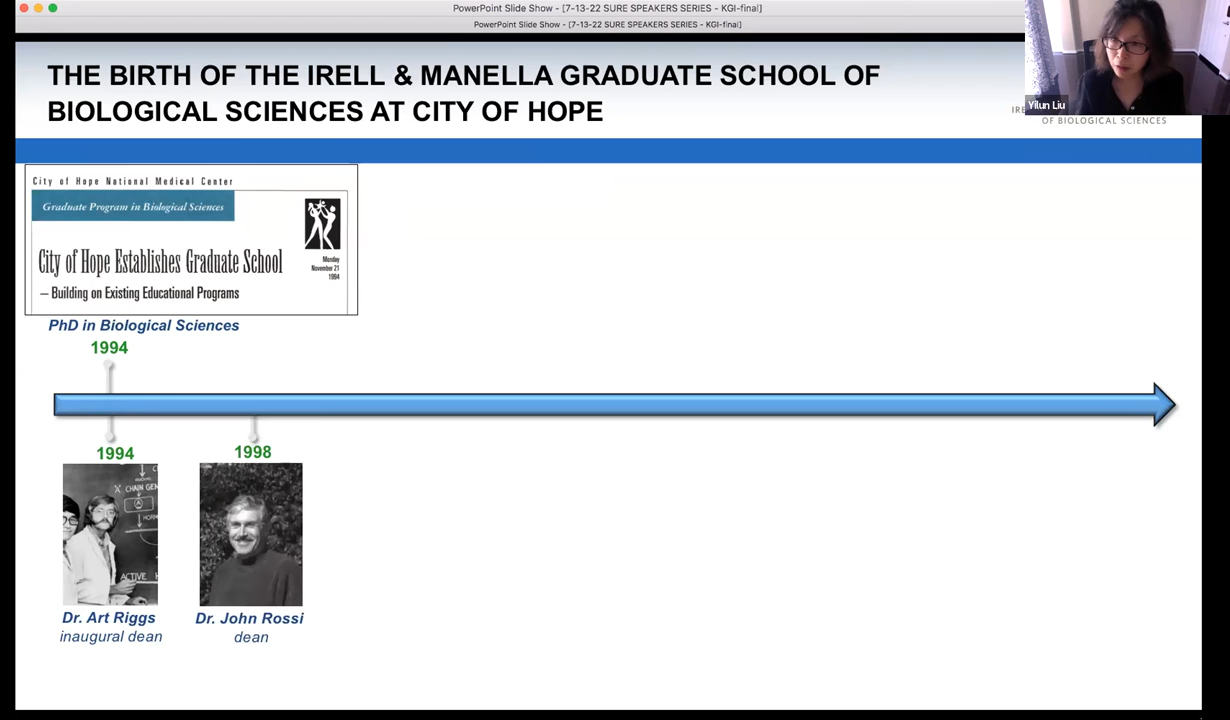 PowerPoint Slide Show - [7-13-22 SURE SPEAKERS SERIES - KGI-final]
PowerPoint Slide Show - [7-13-22 SURE SPEAKERS SERIES - KGI-final]
THE BIRTH OF THE IRELL & MANELLA GRADUATE SCHOOL OF
BIOLOGICAL SCIENCES AT CITY OF HOPE
Yilun Liu
OF BIOLOGICAL SCIENCES
City of Hope National Medical Center
Graduate Program in Biological Sciences
City of Hope Establishes Graduate School
Monday
November 21
1994
– Building on Existing Educational Programs
PhD in Biological Sciences
1994
1994
1998
CHAIN
ACTIVE
Dr. Art Riggs
inaugural dean
Dr. John Rossi
dean